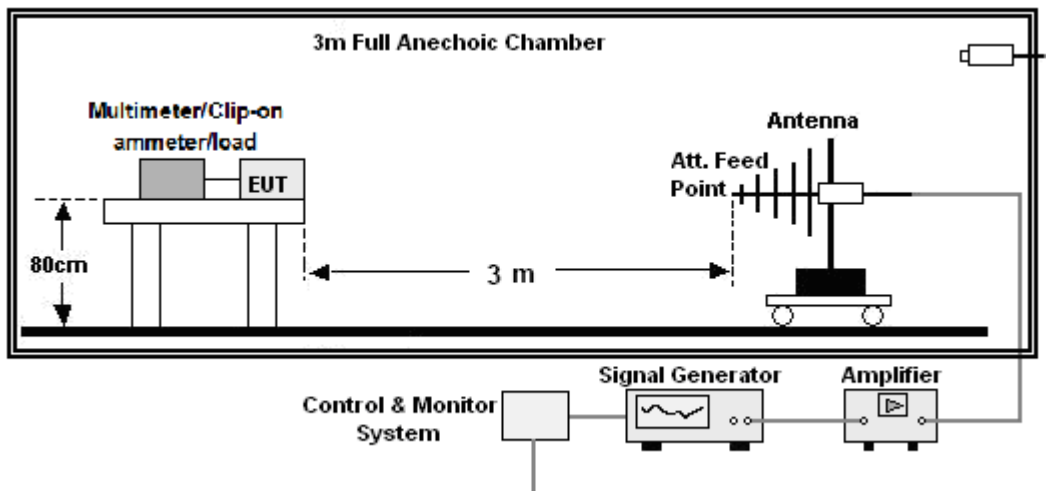 3m Full Anechoic Chamber
Multimeter/Clip-on
ammeter/load
EUT
Antenna
Att. Feed
Point
80cm
3 m
Signal Generator
Amplifier
Control & Monitor
System